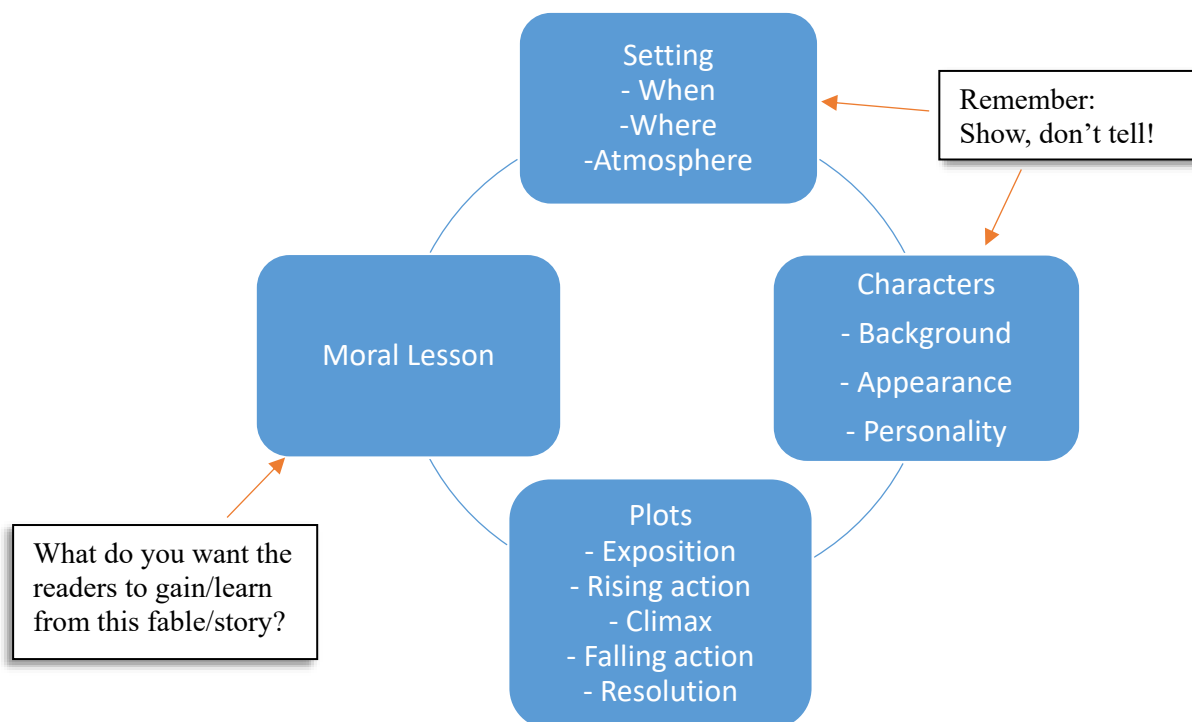 Setting
- When
-Where
-Atmosphere
Remember:
Show, don’t tell!
Characters
- Background
- Appearance
- Personality
Moral Lesson
Plots
- Exposition
- Rising action
- Climax
- Falling action
- Resolution
What do you want the
readers to gain/learn
from this fable/story?